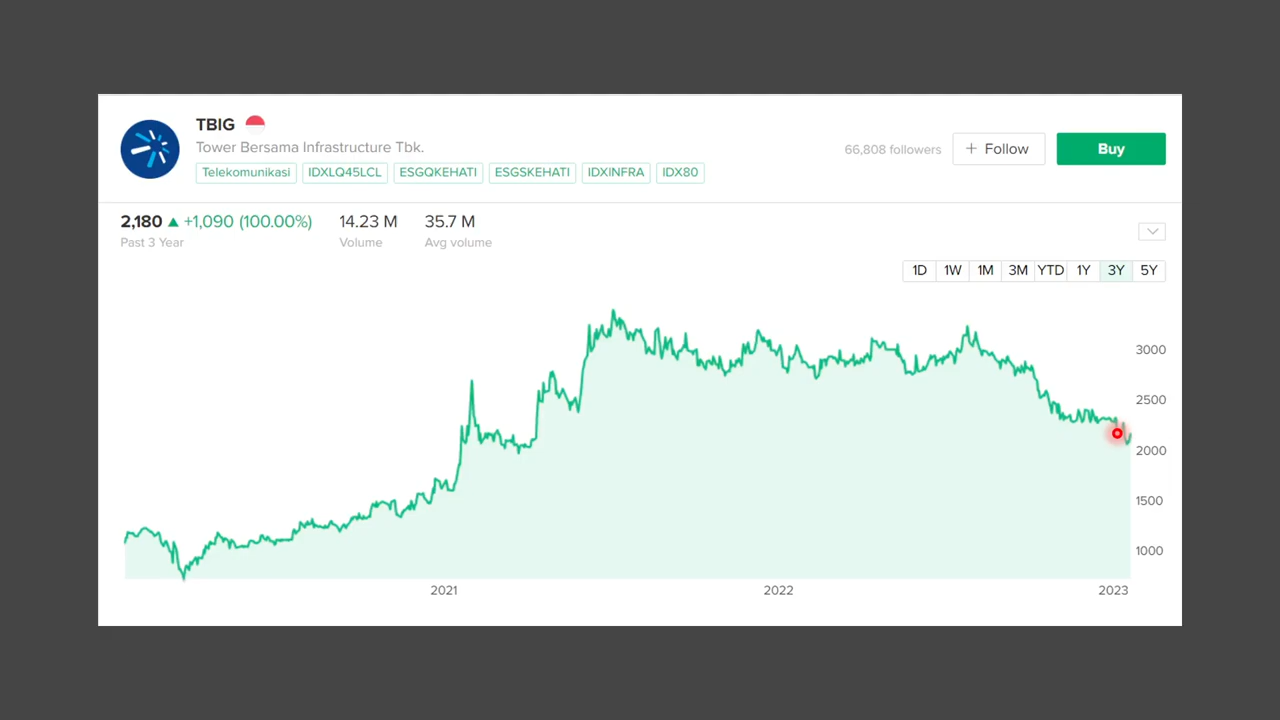 TBIG
Tower Bersama Infrastructure Tbk.
Telekomunikasi IDXLQ45LCL ESGQKEHATI ESGSKEHATI IDXINFRA IDX80
66,808 followers + Follow Buy
2,180 ▲ +1,090 (100.00%) 14.23 M 35.7 M
Past 3 Year Volume Avg volume
1D 1W 1M 3M YTD 1Y 3Y 5Y
3000
2500
2000
1500
1000
2021 2022 2023